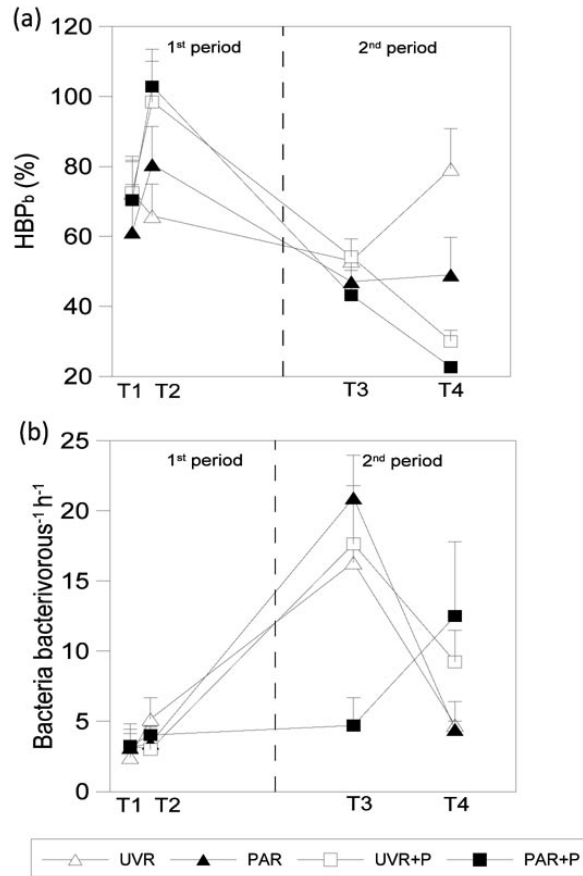 (a)
120
1st period
2nd period
100
80
60
40
20
HBPb (%)
T1 T2 T3 T4
(b)
25
1st period
2nd period
20
15
10
5
0
Bacteria bacterivorous-1 h-1
T1 T2 T3 T4
UVR PAR UVR+P PAR+P